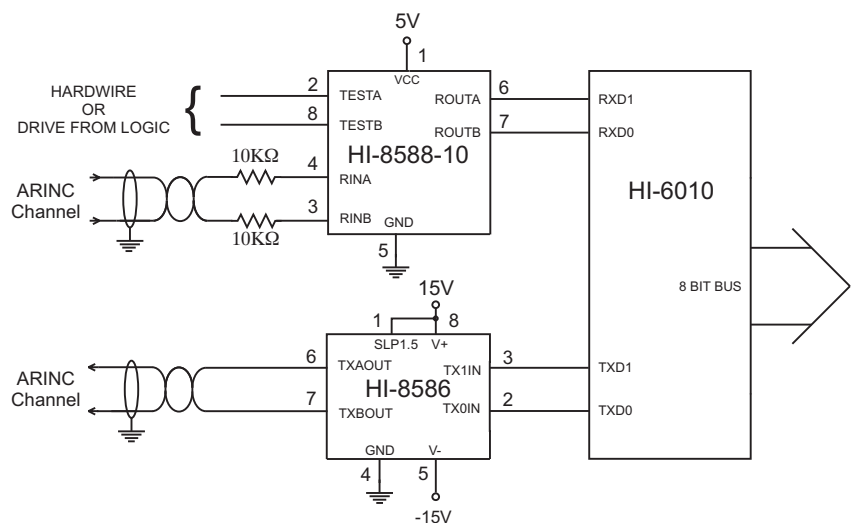 5V
1
VCC
HARDWIRE
OR
DRIVE FROM LOGIC
{
2
TESTA
8
TESTB
ROUTA
6
RXD1
ROUTB
7
RXD0
HI-8588-10
HI-6010
ARINC
Channel
10KΩ
4
RINA
10KΩ
3
RINB
GND
5
8 BIT BUS
15V
1
8
SLP1.5
V+
ARINC
Channel
6
TXAOUT
7
TXBOUT
HI-8586
TX1IN
3
TXD1
TX0IN
2
TXD0
GND
V-
4
5
-15V